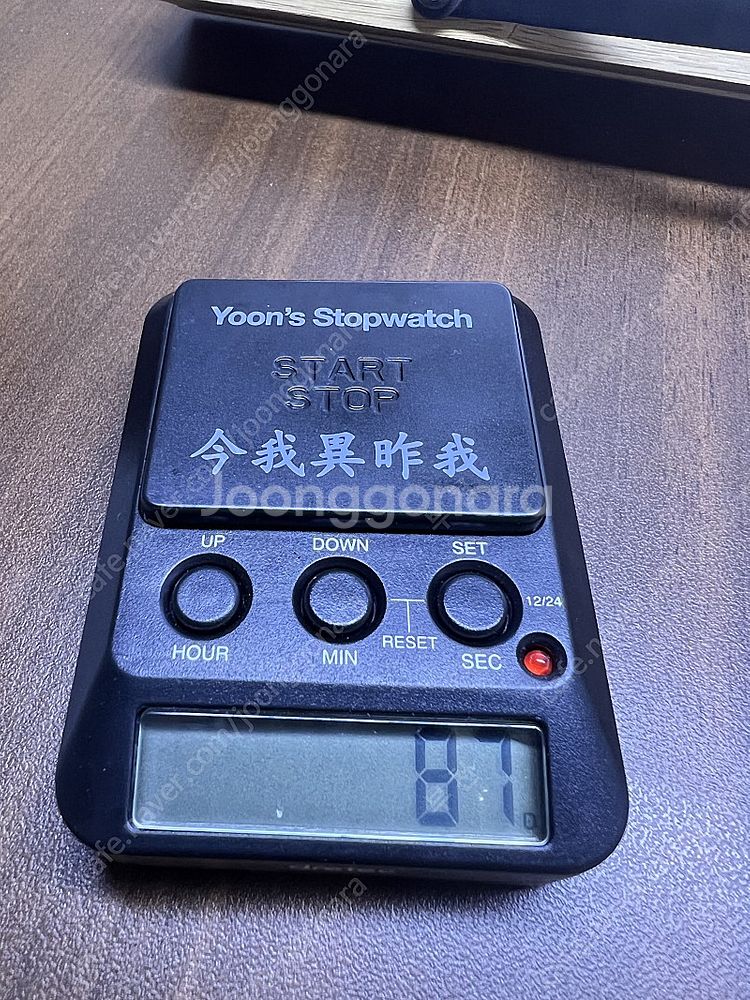 Yoon's Stopwatch
START
STOP
今我異昨我
Joonggonara
UP DOWN SET
12/24
HOUR MIN RESET SEC
87
D